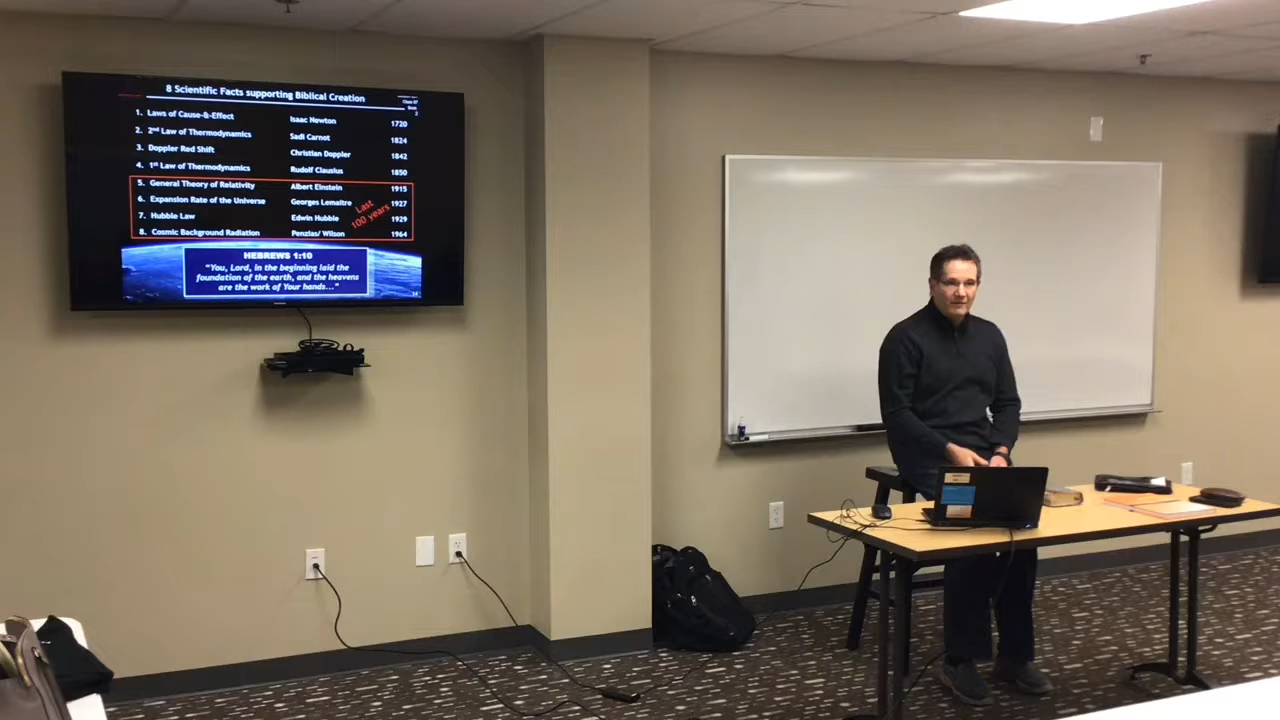 8 Scientific Facts supporting Biblical Creation
Class 07
2
1. Laws of Cause-&-Effect Isaac Newton 1720
2. 2nd Law of Thermodynamics Sadi Carnot 1824
3. Doppler Red Shift Christian Doppler 1842
4. 1st Law of Thermodynamics Rudolf Clausius 1850
5. General Theory of Relativity Albert Einstein 1915
6. Expansion Rate of the Universe Georges Lemaitre 1927
7. Hubble Law Edwin Hubble 1929
8. Cosmic Background Radiation Penzias/ Wilson 1964
Last
100 years
HEBREWS 1:10
"You, Lord, in the beginning laid the
foundation of the earth, and the heavens
are the work of Your hands..."